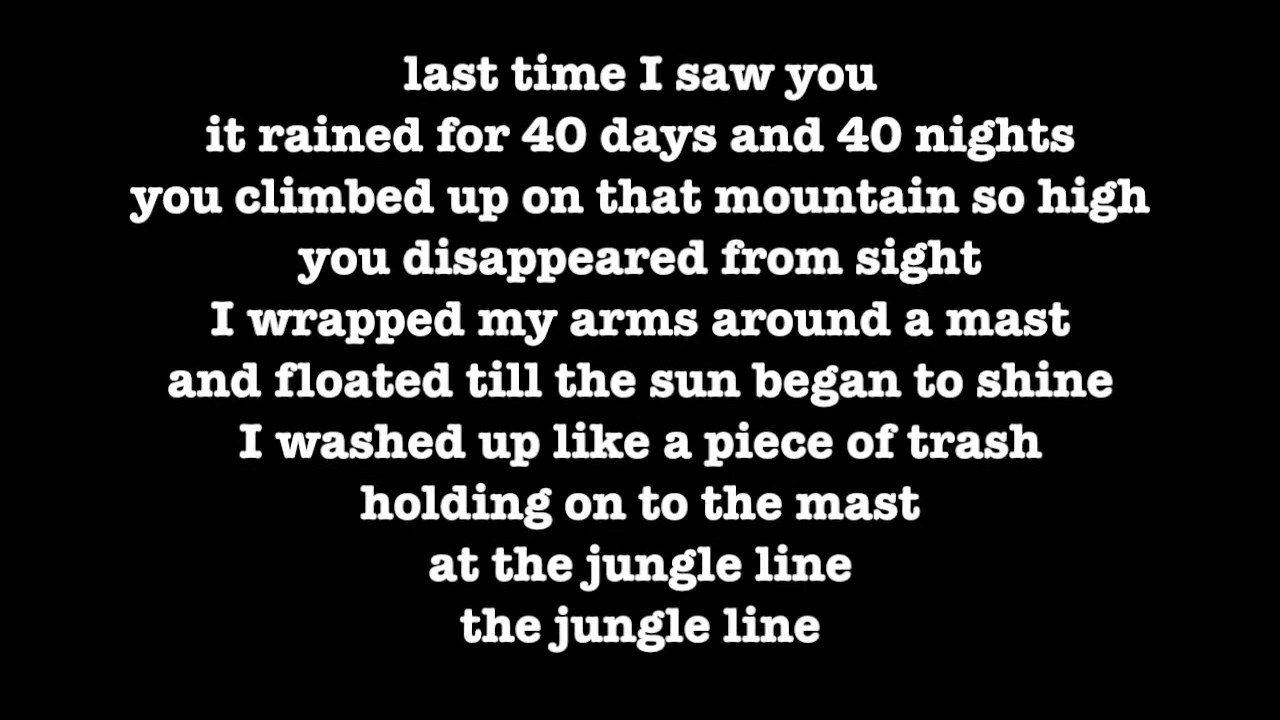 last time I saw you
it rained for 40 days and 40 nights
you climbed up on that mountain so high
you disappeared from sight
I wrapped my arms around a mast
and floated till the sun began to shine
I washed up like a piece of trash
holding on to the mast
at the jungle line
the jungle line